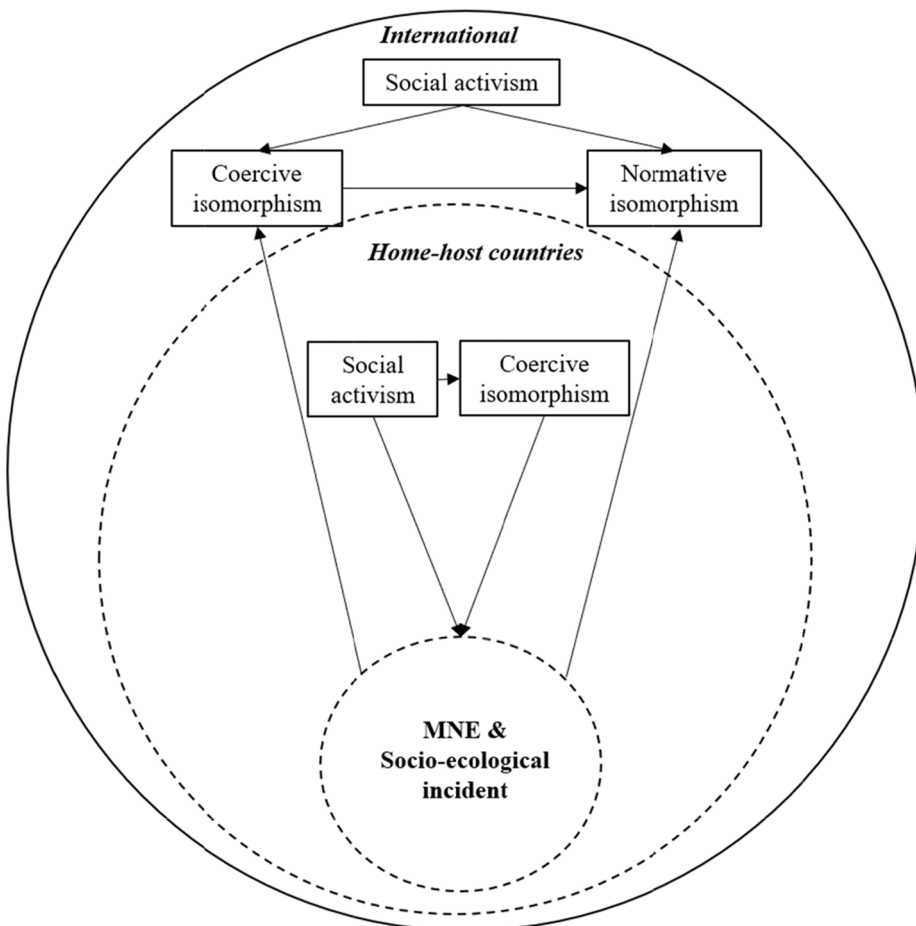 International
Social activism
Coercive
isomorphism
Normative
isomorphism
Home-host countries
Social
activism
Coercive
isomorphism
MNE &
Socio-ecological
incident